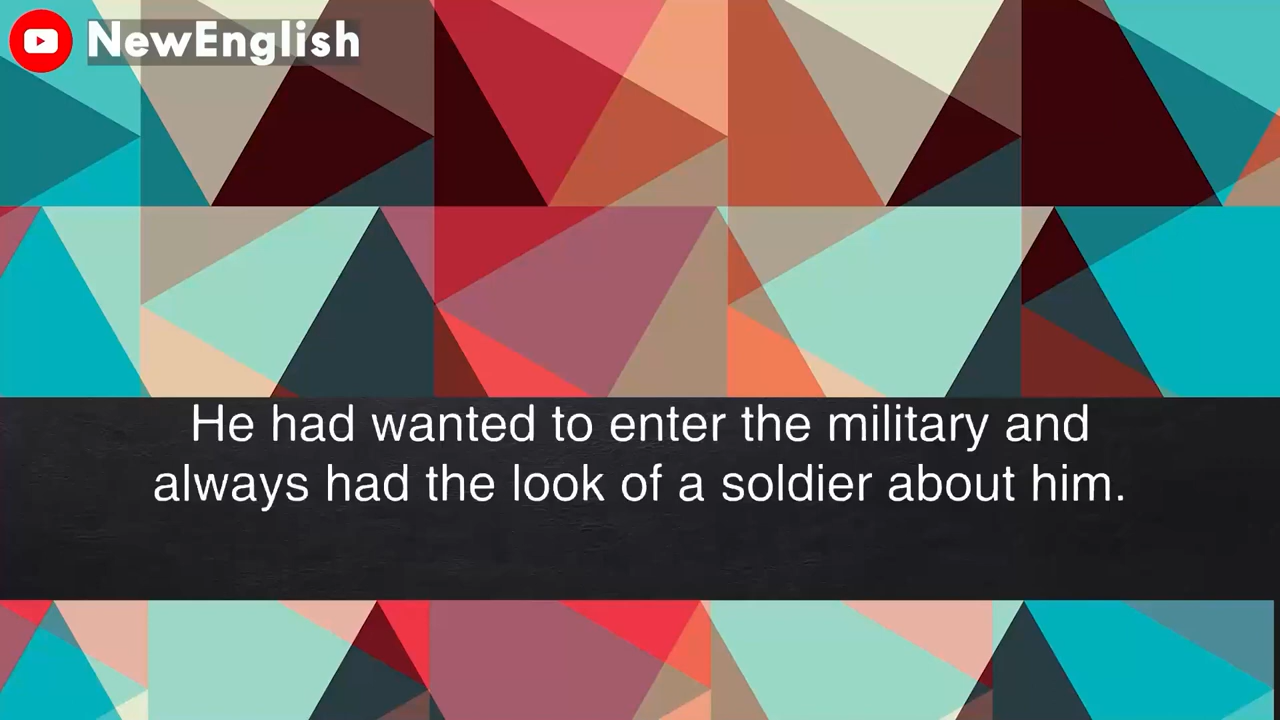 NewEnglish
He had wanted to enter the military and
always had the look of a soldier about him.